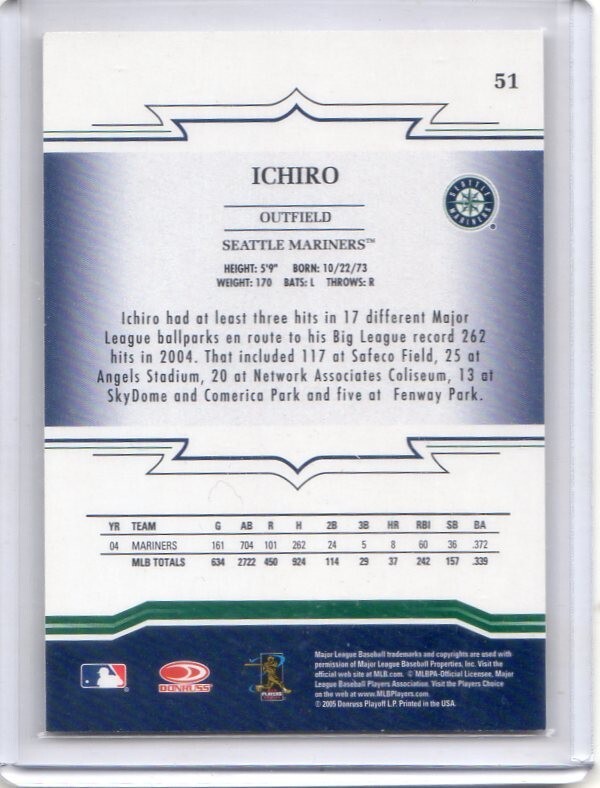 51
ICHIRO
OUTFIELD
SEATTLE MARINERS™
SEATTLE MARINERS
®
HEIGHT: 5'9" BORN: 10/22/73
WEIGHT: 170 BATS: L THROWS: R
Ichiro had at least three hits in 17 different Major
League ballparks en route to his Big League record 262
hits in 2004. That included 117 at Safeco Field, 25 at
Angels Stadium, 20 at Network Associates Coliseum, 13 at
SkyDome and Comerica Park and five at Fenway Park.
YR TEAM G AB R H 2B 3B HR RBI SB BA
04 MARINERS 161 704 101 262 24 5 8 60 36 .372
MLB TOTALS 634 2722 450 924 114 29 37 242 157 .339
DONRUSS
PLAYERS
Major League Baseball trademarks and copyrights are used with
permission of Major League Baseball Properties, Inc. Visit the
official web site at MLB.com. © MLBPA-Official Licensee, Major
League Baseball Players Association. Visit the Players Choice
on the web at www.MLBPlayers.com.
© 2005 Donruss Playoff L.P. Printed in the USA.